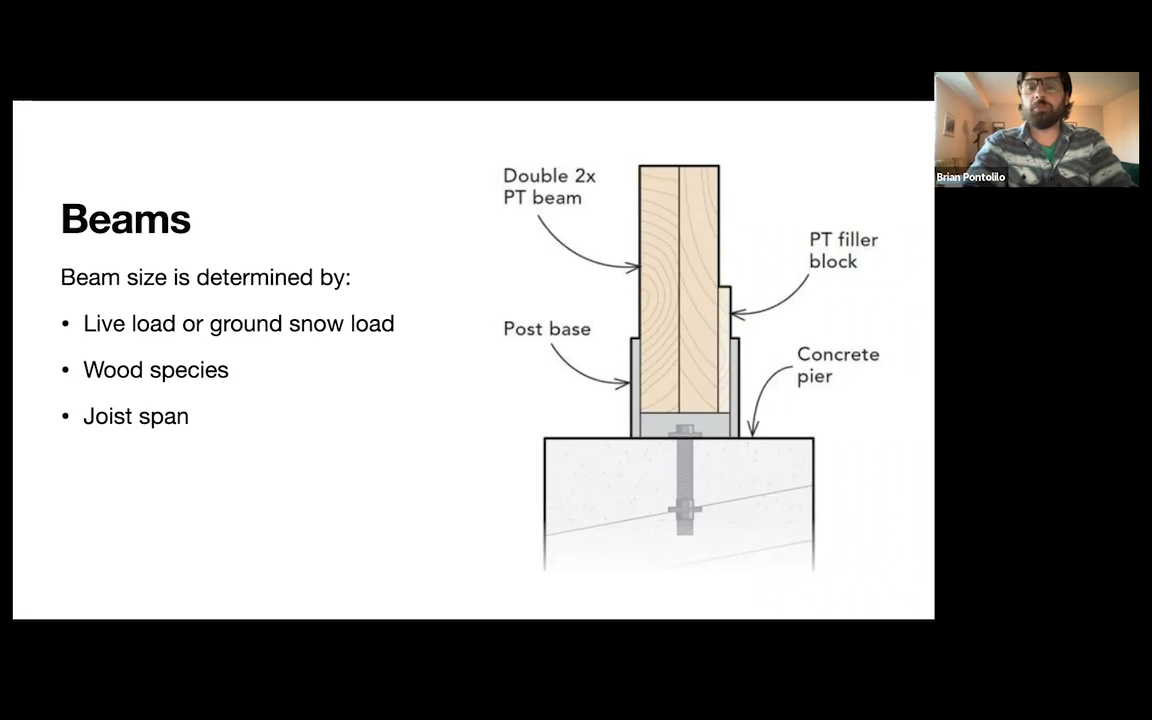 Beams
Beam size is determined by:
• Live load or ground snow load
• Wood species
• Joist span
Double 2x
PT beam
PT filler
block
Post base
Concrete
pier
Brian Pontolilo